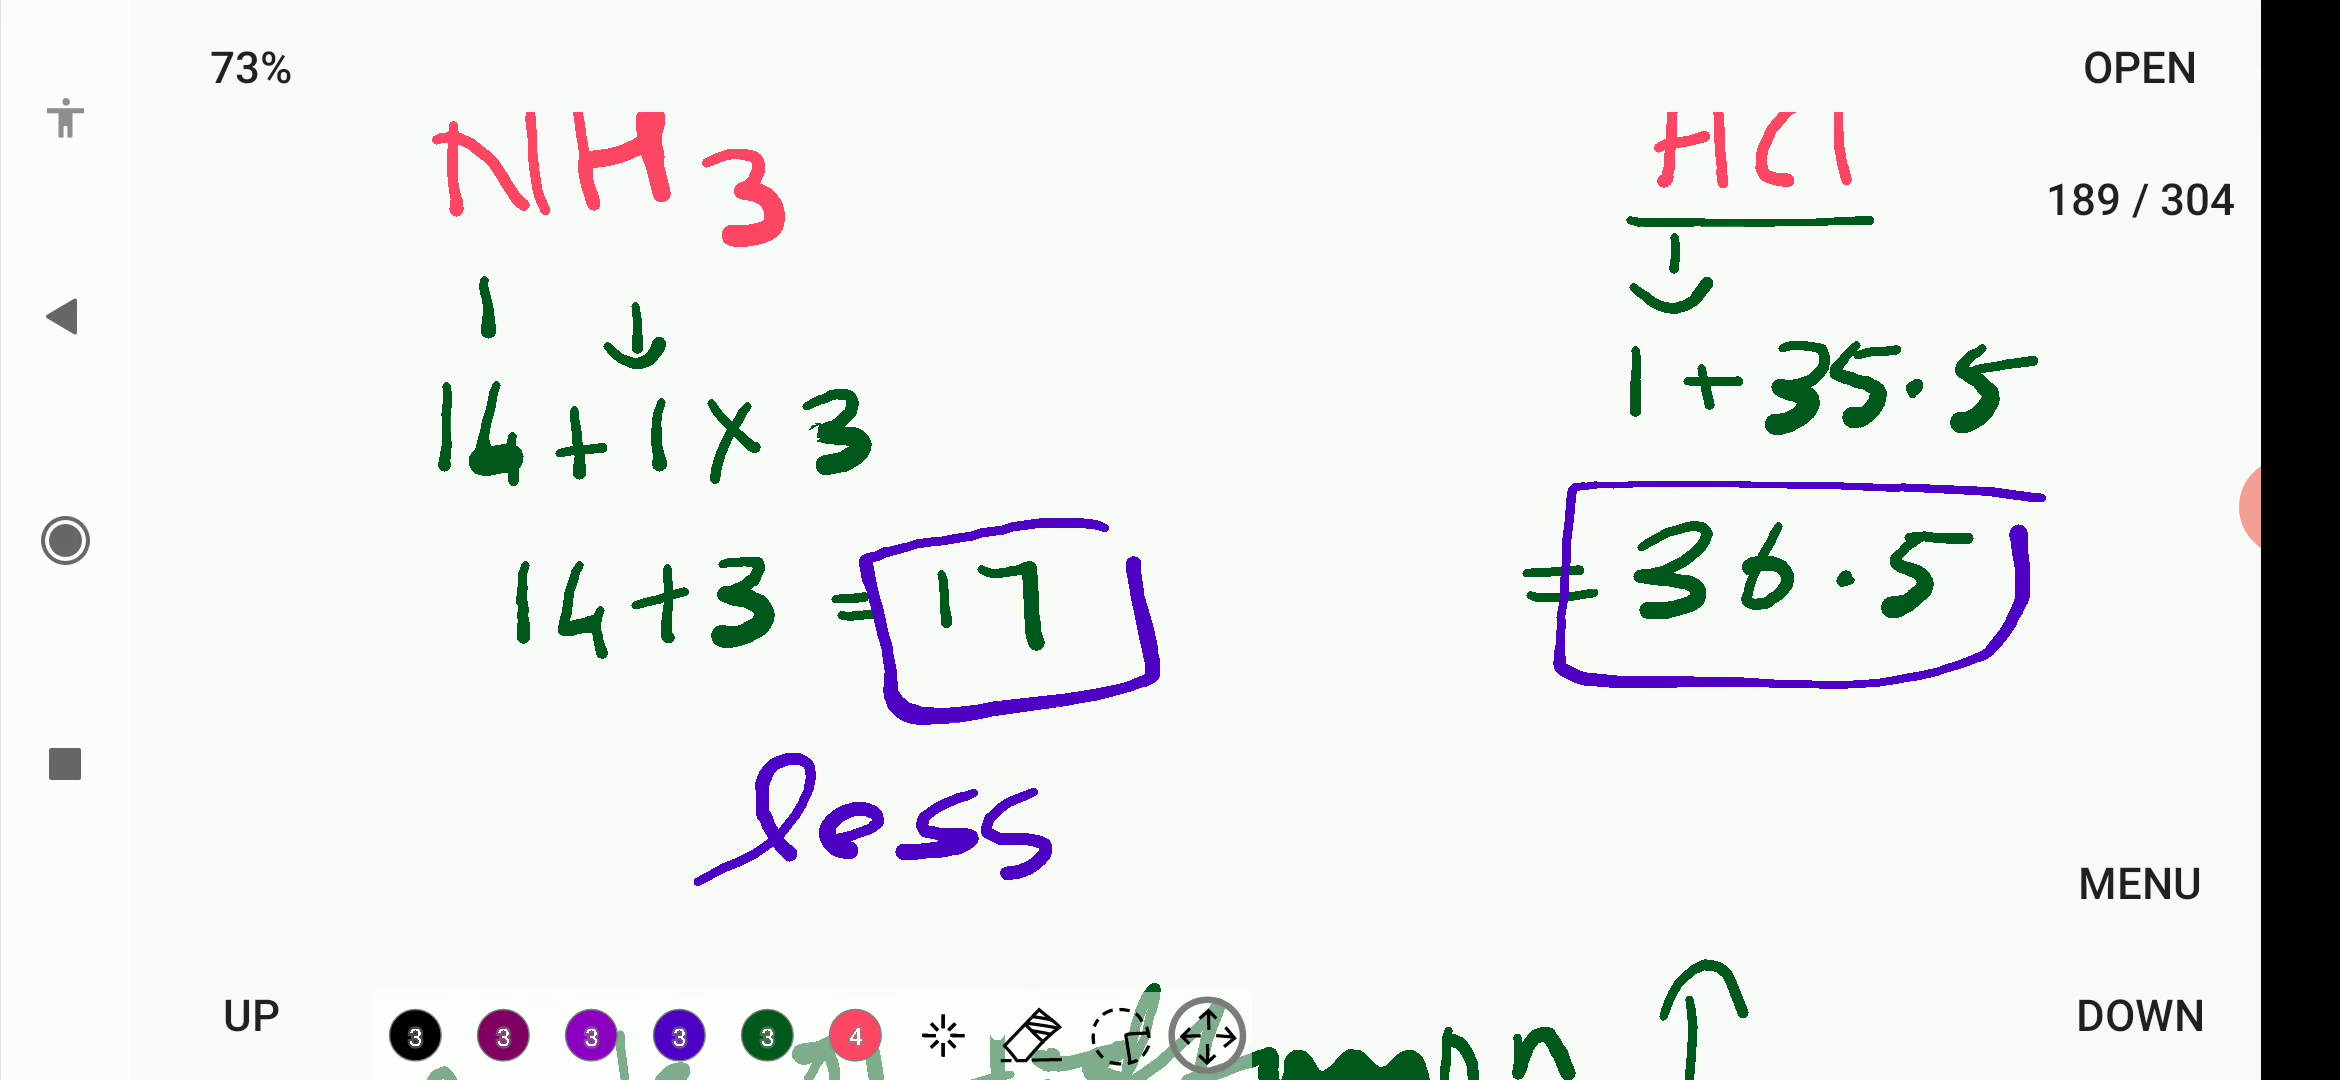 73%
OPEN
NH3
HCl
189 / 304
14+1×3
1+35.5
14+3=17
=36.5
less
MENU
UP
3 3 3 3 3 4
DOWN